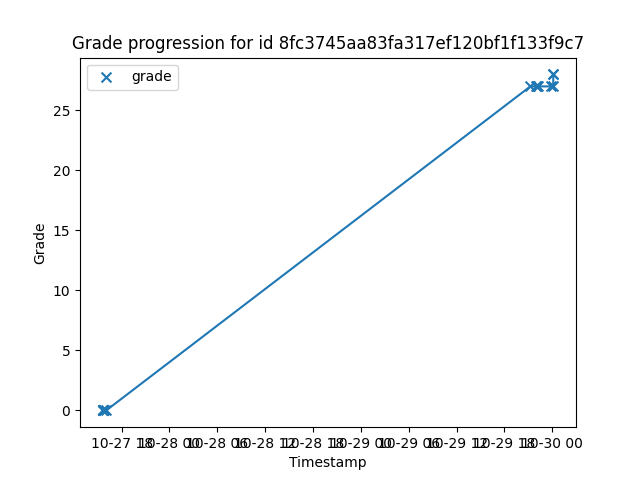 Grade progression for id 8fc3745aa83fa317ef120bf1f133f9c7
grade
25
20
15
10
5
0
Grade
10-27 18 10-28 00 10-28 06 10-28 12 10-28 18 10-29 00 10-29 06 10-29 12 10-29 18 10-30 00
Timestamp